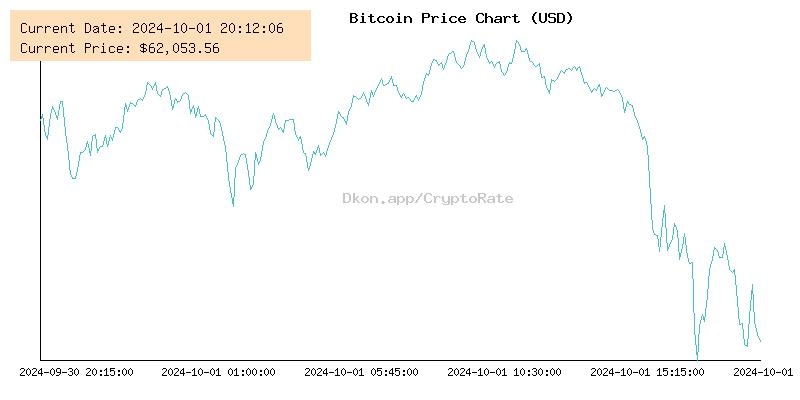 Bitcoin Price Chart (USD)
Current Date: 2024-10-01 20:12:06
Current Price: $62,053.56
Dkon.app/CryptoRate
2024-09-30 20:15:00 2024-10-01 01:00:00 2024-10-01 05:45:00 2024-10-01 10:30:00 2024-10-01 15:15:00 2024-10-01